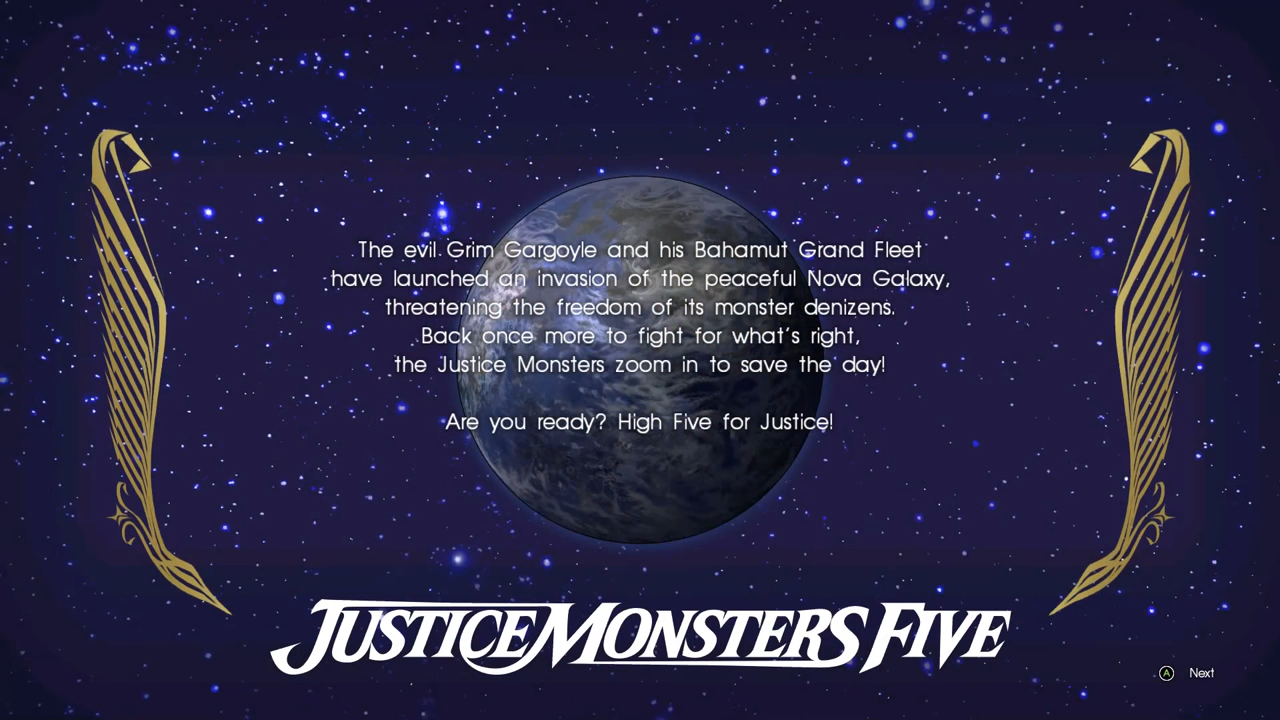 The evil Grim Gargoyle and his Bahamut Grand Fleet
have launched an invasion of the peaceful Nova Galaxy,
threatening the freedom of its monster denizens.
Back once more to fight for what's right,
the Justice Monsters zoom in to save the day!
Are you ready? High Five for Justice!
JUSTICE MONSTERS FIVE
A Next